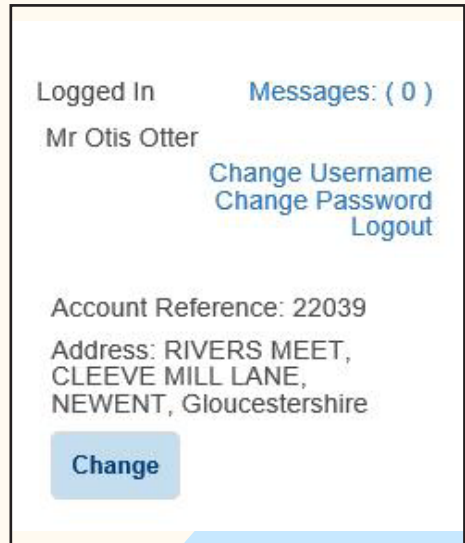 Logged In Messages: ( 0 )
Mr Otis Otter
Change Username
Change Password
Logout
Account Reference: 22039
Address: RIVERS MEET,
CLEEVE MILL LANE,
NEWENT, Gloucestershire
Change